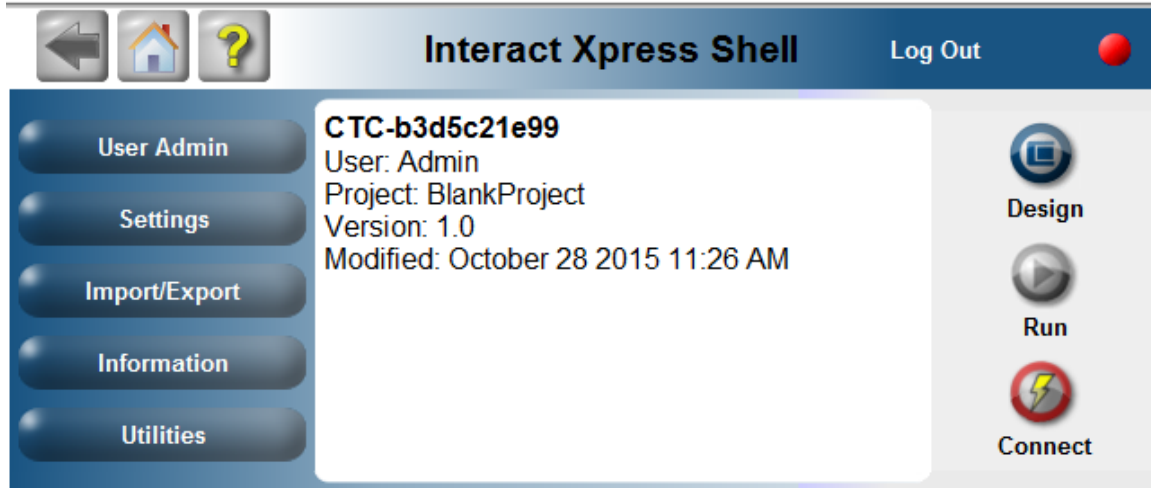 Interact Xpress Shell
Log Out
User Admin
Settings
Import/Export
Information
Utilities
CTC-b3d5c21e99
User: Admin
Project: BlankProject
Version: 1.0
Modified: October 28 2015 11:26 AM
Design
Run
Connect